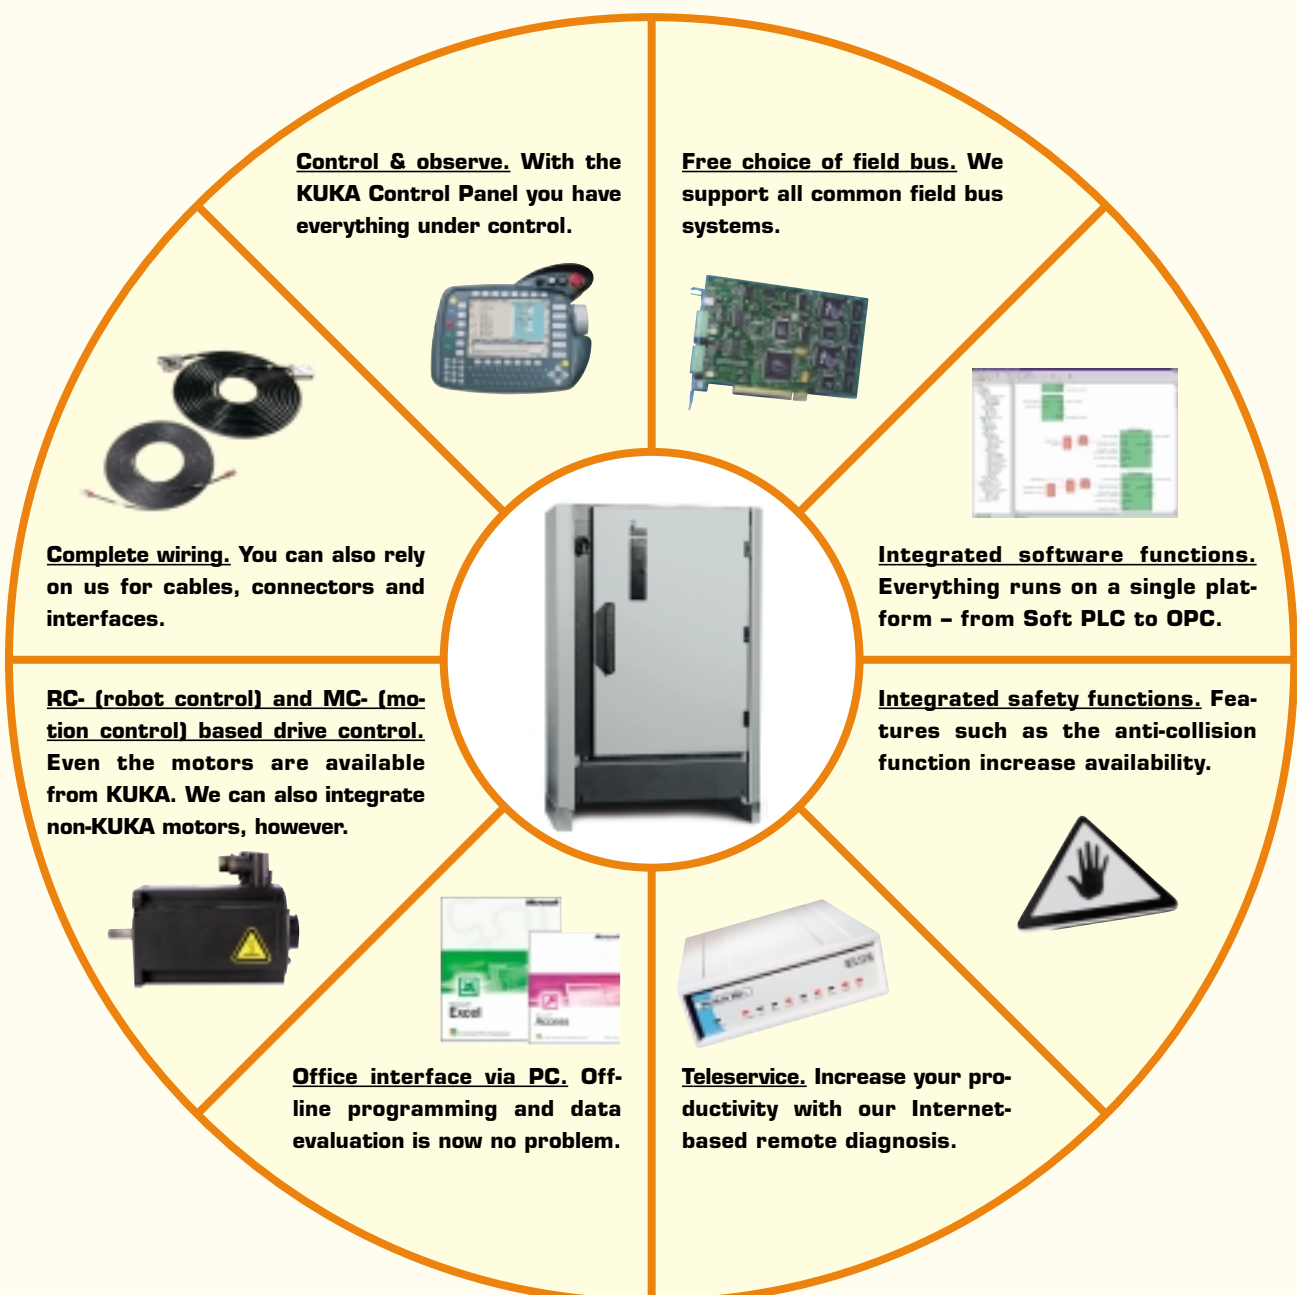 Control & observe. With the
KUKA Control Panel you have
everything under control.
Free choice of field bus. We
support all common field bus
systems.
Complete wiring. You can also rely
on us for cables, connectors and
interfaces.
Integrated software functions.
Everything runs on a single plat-
form – from Soft PLC to OPC.
RC- (robot control) and MC- (mo-
tion control) based drive control.
Even the motors are available
from KUKA. We can also integrate
non-KUKA motors, however.
Integrated safety functions. Fea-
tures such as the anti-collision
function increase availability.
Microsoft
Excel
Microsoft
Access
Office interface via PC. Off-
line programming and data
evaluation is now no problem.
Teleservice. Increase your pro-
ductivity with our Internet-
based remote diagnosis.